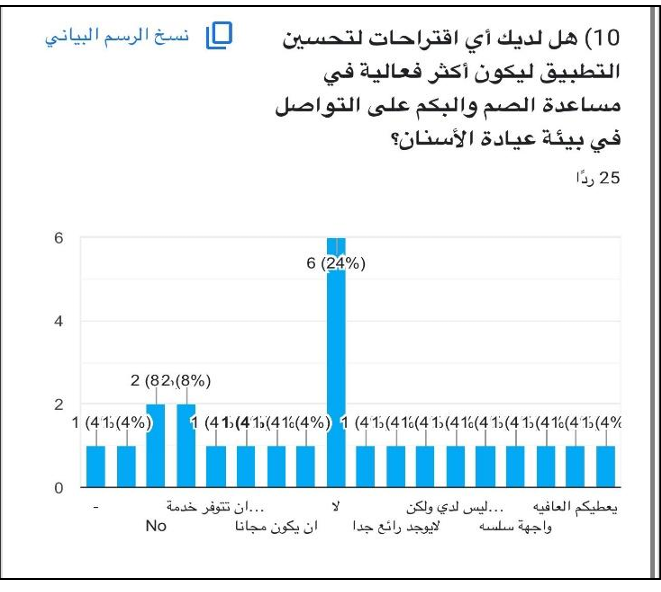 10) هل لديك أي اقتراحات لتحسين
التطبيق ليكون أكثر فعالية في
مساعدة الصم والبكم على التواصل
في بيئة عيادة الأسنان؟
نسخ الرسم البياني
25 ردًا
6
4
2
0
6 (24%)
2 (8%)
1 (4%)
-
No
ان تتوفر خدمة…
ان يكون مجانا
لا
لايوجد رائع جدا
ليس لدي ولكن…
واجهة سلسه
يعطيكم العافيه